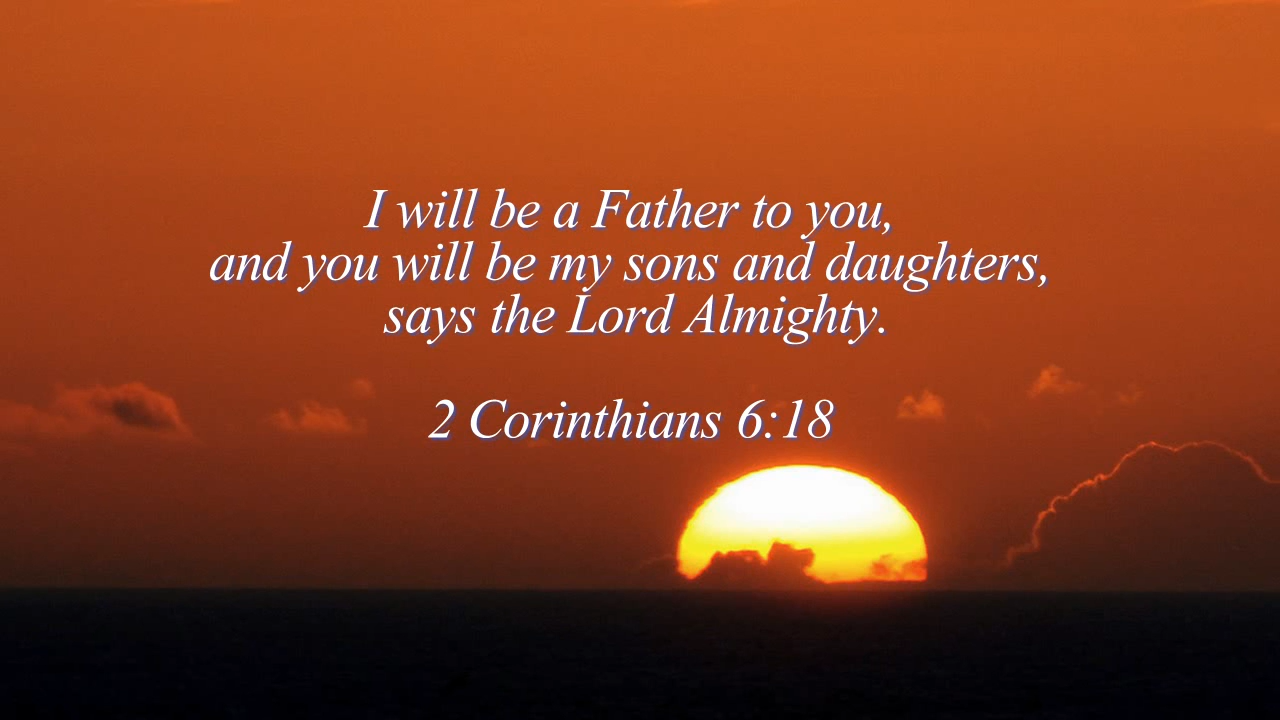 I will be a Father to you,
and you will be my sons and daughters,
says the Lord Almighty.
2 Corinthians 6:18